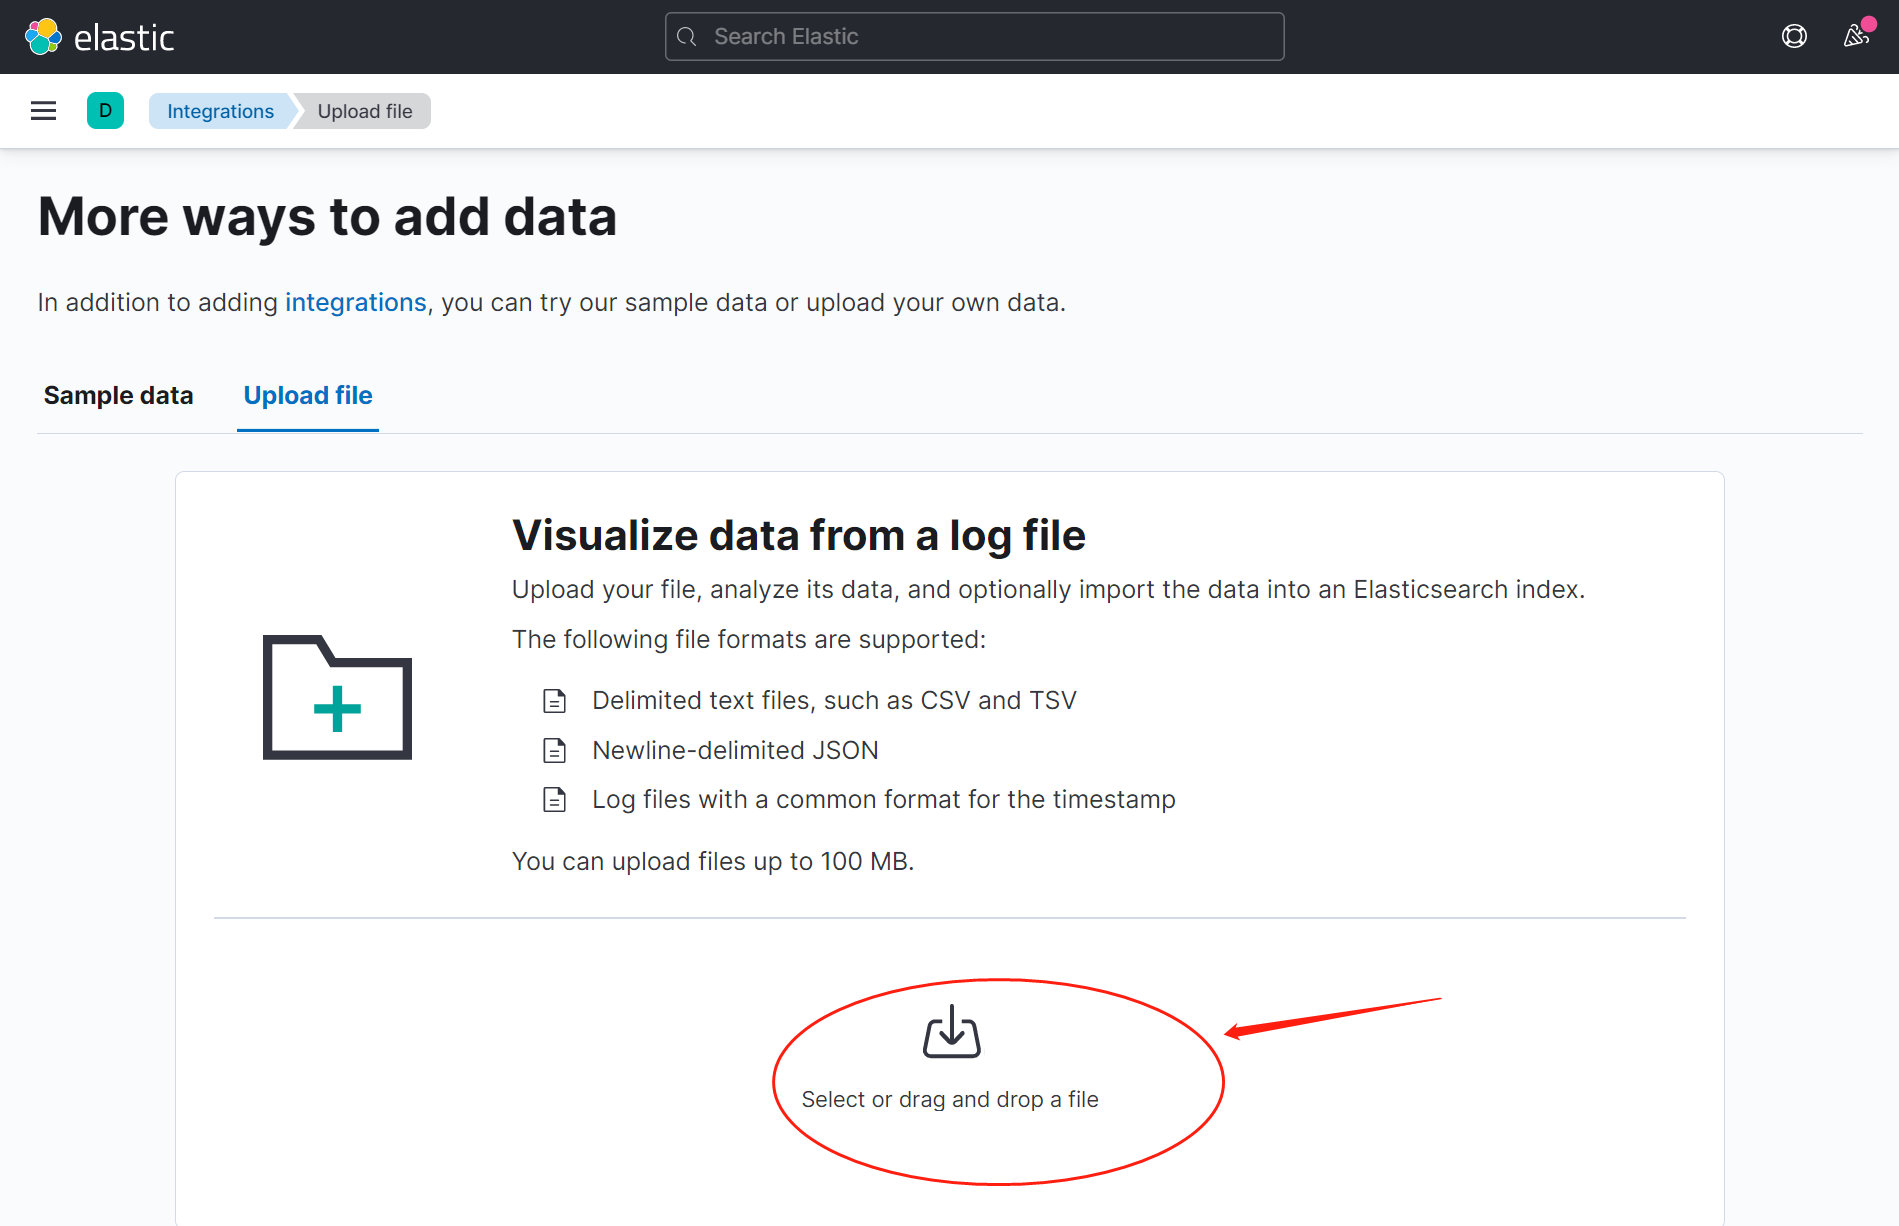 elastic
Search Elastic
D
Integrations
Upload file
More ways to add data
In addition to adding integrations, you can try our sample data or upload your own data.
Sample data
Upload file
Visualize data from a log file
Upload your file, analyze its data, and optionally import the data into an Elasticsearch index.
The following file formats are supported:
Delimited text files, such as CSV and TSV
Newline-delimited JSON
Log files with a common format for the timestamp
You can upload files up to 100 MB.
Select or drag and drop a file